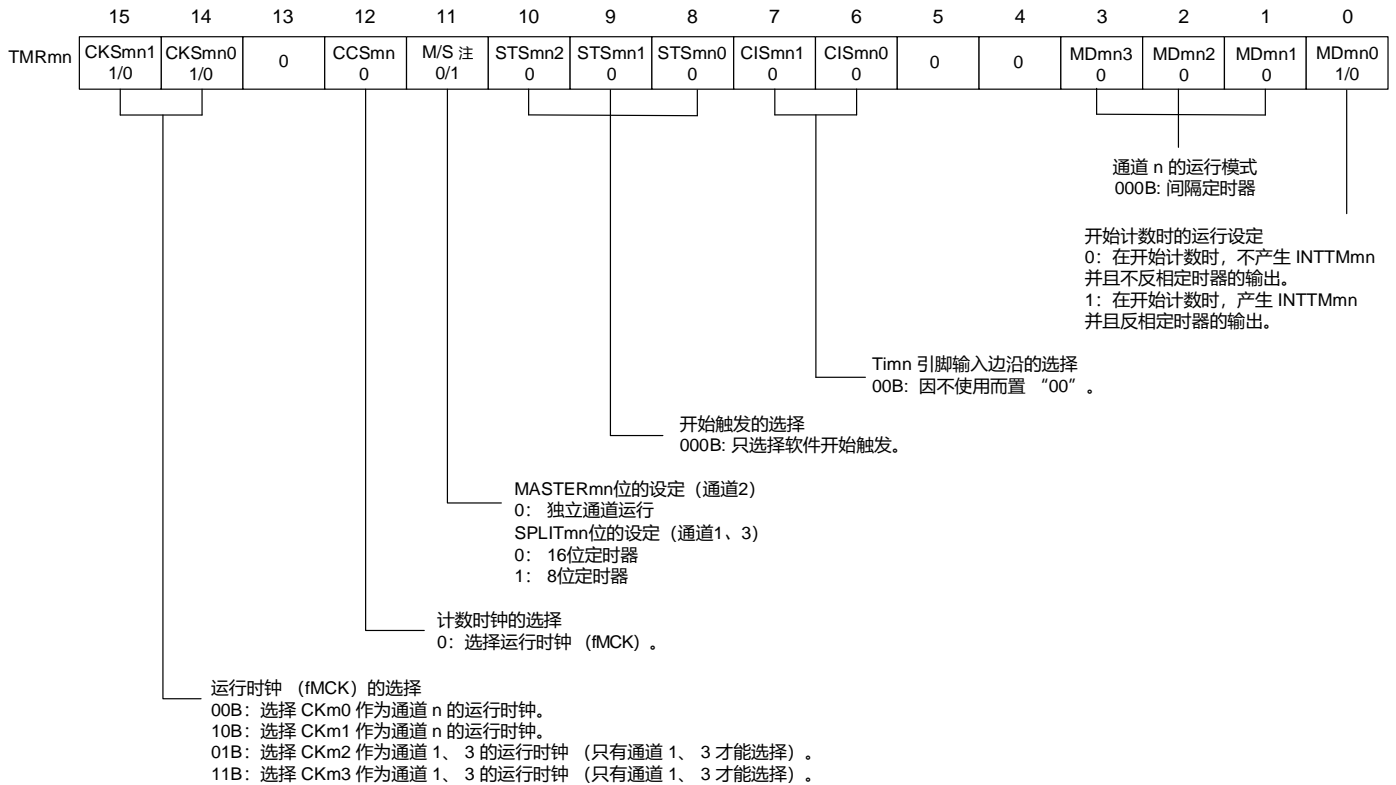 15 14 13 12 11 10 9 8 7 6 5 4 3 2 1 0
TMRmn CKSmn1 CKSmn0 0 CCSmn M/S 注 STSmn2 STSmn1 STSmn0 CISmn1 CISmn0 0 0 MDmn3 MDmn2 MDmn1 MDmn0
1/0 1/0 0 0/1 0 0 0 0 0 0 0 0 1/0
通道 n 的运行模式
000B: 间隔定时器
开始计数时的运行设定
0：在开始计数时，不产生 INTTMmn
并且不反相定时器的输出。
1：在开始计数时，产生 INTTMmn
并且反相定时器的输出。
Timn 引脚输入边沿的选择
00B：因不使用而置 “00”。
开始触发的选择
000B: 只选择软件开始触发。
MASTERmn位的设定（通道2）
0： 独立通道运行
SPLITmn位的设定（通道1、3）
0： 16位定时器
1： 8位定时器
计数时钟的选择
0：选择运行时钟 （fMCK）。
运行时钟 （fMCK）的选择
00B：选择 CKm0 作为通道 n 的运行时钟。
10B：选择 CKm1 作为通道 n 的运行时钟。
01B：选择 CKm2 作为通道 1、 3 的运行时钟 （只有通道 1、 3 才能选择）。
11B：选择 CKm3 作为通道 1、 3 的运行时钟 （只有通道 1、 3 才能选择）。